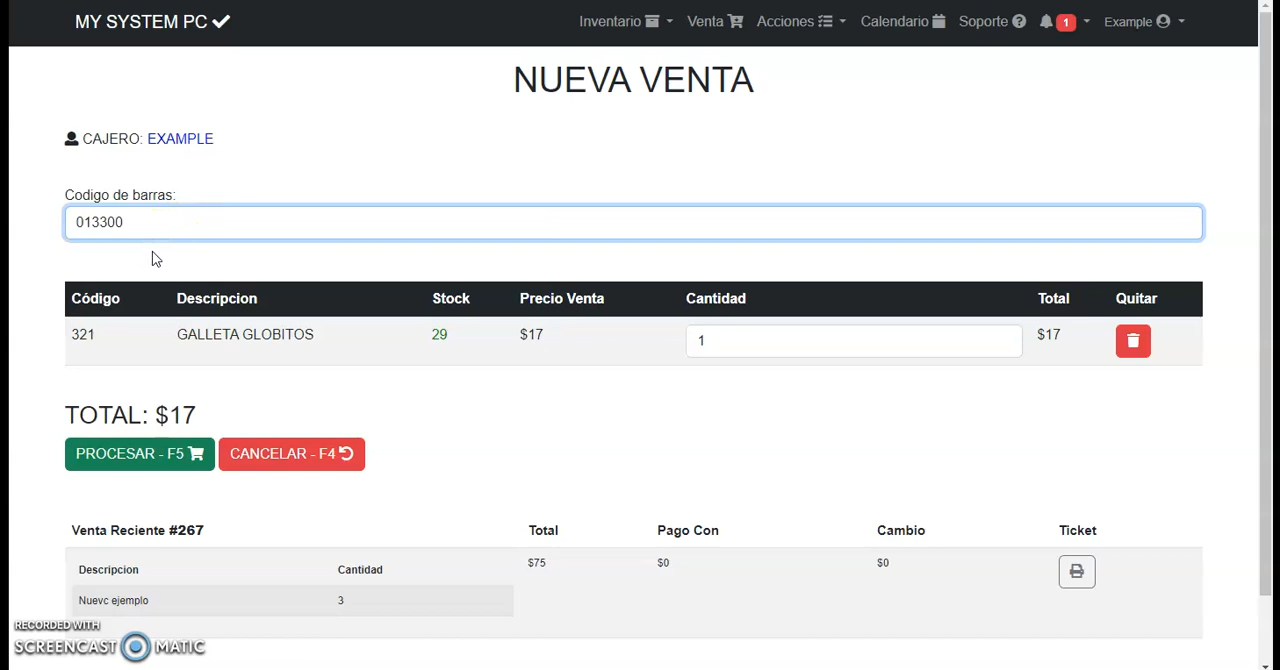 MY SYSTEM PC
Inventario Venta Acciones Calendario Soporte 1 Example
NUEVA VENTA
CAJERO: EXAMPLE
Codigo de barras:
013300
Código Descripcion Stock Precio Venta Cantidad Total Quitar
321 GALLETA GLOBITOS 29 $17 1 $17
TOTAL: $17
PROCESAR - F5 CANCELAR - F4
Venta Reciente #267 Total Pago Con Cambio Ticket
$75 $0 $0
Descripcion Cantidad
Nuevc ejemplo 3
RECORDED WITH
SCREENCAST MATIC